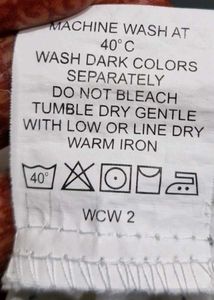 MACHINE WASH AT
40°C
WASH DARK COLORS
SEPARATELY
DO NOT BLEACH
TUMBLE DRY GENTLE
WITH LOW OR LINE DRY
WARM IRON
40°
WCW 2